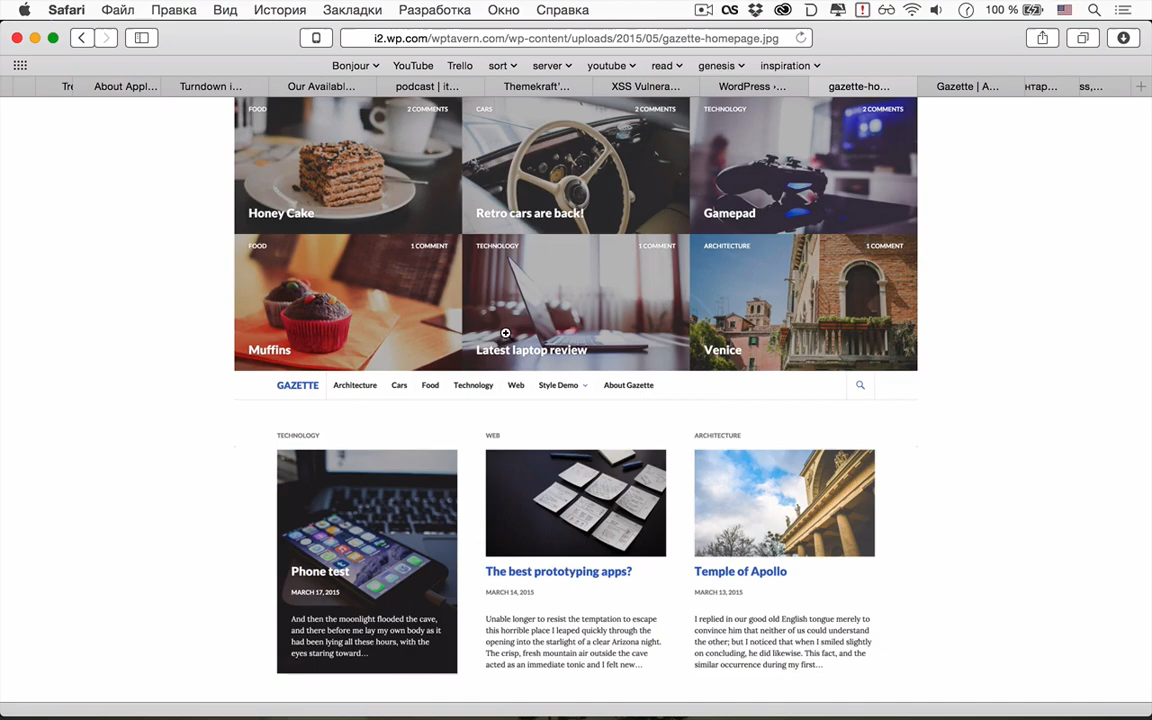 Safari Файл Правка Вид История Закладки Разработка Окно Справка 100 %
i2.wp.com/wptavern.com/wp-content/uploads/2015/05/gazette-homepage.jpg
Bonjour YouTube Trello sort server youtube read genesis inspiration
Tr About Appl... Turndown i... Our Availabl... podcast | it... Themekraft'... XSS Vulnera... WordPress ›... gazette-ho... Gazette | A... нтар... ss,...
FOOD 2 COMMENTS CARS 2 COMMENTS TECHNOLOGY 2 COMMENTS
Honey Cake Retro cars are back! Gamepad
FOOD 1 COMMENT TECHNOLOGY 1 COMMENT ARCHITECTURE 1 COMMENT
Muffins Latest laptop review Venice
GAZETTE Architecture Cars Food Technology Web Style Demo About Gazette
TECHNOLOGY
Phone test
MARCH 17, 2015
And then the moonlight flooded the cave,
and there before me lay my own body as it
had been lying all these hours, with the
eyes staring toward...
WEB
The best prototyping apps?
MARCH 14, 2015
Unable longer to resist the temptation to escape
this horrible place I leaped quickly through the
opening into the starlight of a clear Arizona night.
The crisp, fresh mountain air outside the cave
acted as an immediate tonic and I felt new...
ARCHITECTURE
Temple of Apollo
MARCH 13, 2015
I replied in our good old English tongue merely to
convince him that neither of us could understand
the other; but I noticed that when I smiled slightly
on concluding, he did likewise. This fact, and the
similar occurrence during my first...